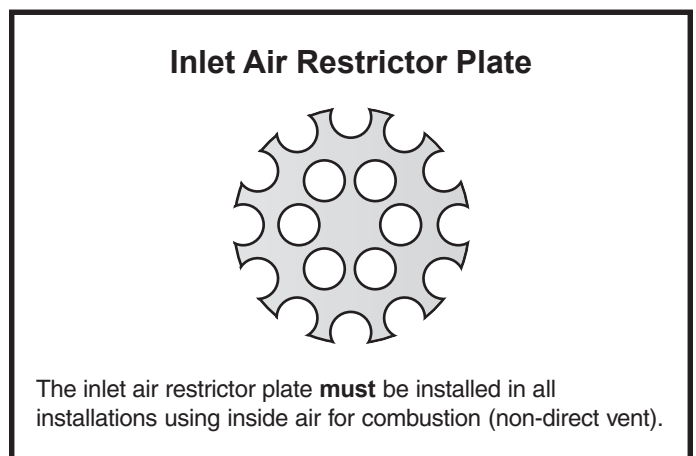 Inlet Air Restrictor Plate
The inlet air restrictor plate must be installed in all
installations using inside air for combustion (non-direct vent).